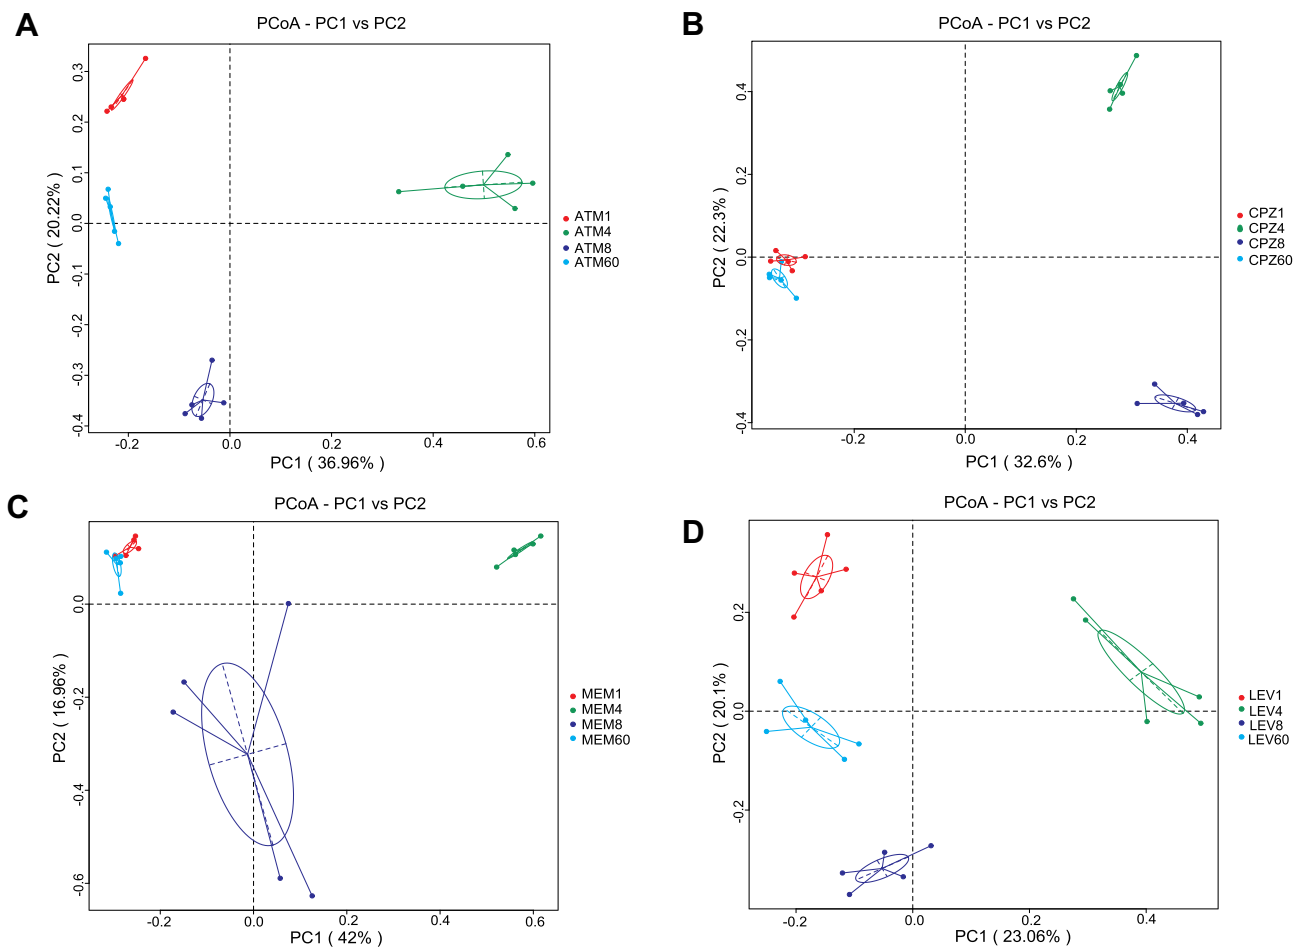 A
PCoA - PC1 vs PC2
PC2 ( 20.22% )
0.3
0.2
0.1
0.0
-0.1
-0.2
-0.3
-0.4
-0.2
0.0
0.2
0.4
0.6
PC1 ( 36.96% )
ATM1
ATM4
ATM8
ATM60
B
PCoA - PC1 vs PC2
PC2 ( 22.3% )
0.4
0.2
0.0
-0.2
-0.4
-0.2
0.0
0.2
0.4
PC1 ( 32.6% )
CPZ1
CPZ4
CPZ8
CPZ60
C
PCoA - PC1 vs PC2
PC2 ( 16.96% )
0.0
-0.2
-0.4
-0.6
-0.2
0.0
0.2
0.4
0.6
PC1 ( 42% )
MEM1
MEM4
MEM8
MEM60
D
PCoA - PC1 vs PC2
PC2 ( 20.1% )
0.2
0.0
-0.2
-0.2
0.0
0.2
0.4
PC1 ( 23.06% )
LEV1
LEV4
LEV8
LEV60